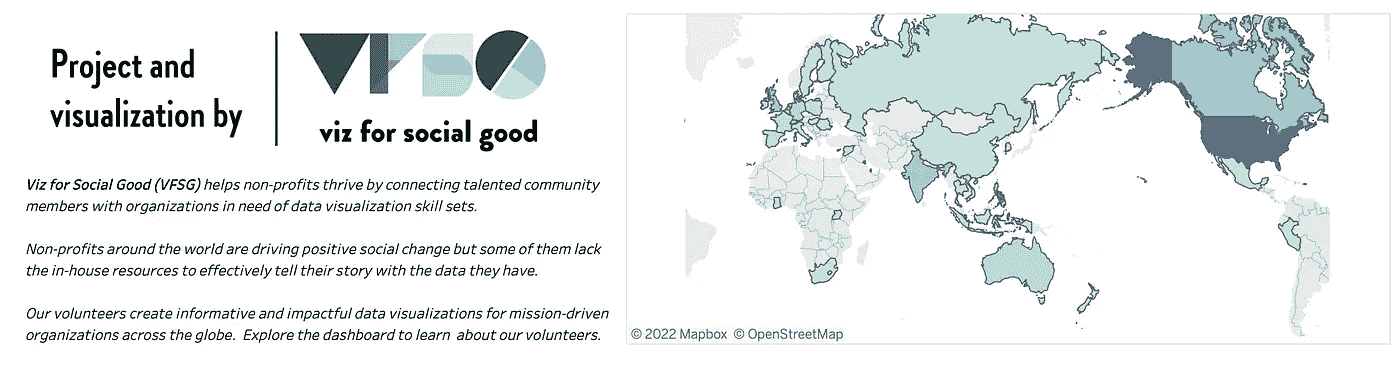 Project and
visualization by
VFSG
viz for social good
Viz for Social Good (VFSG) helps non-profits thrive by connecting talented community
members with organizations in need of data visualization skill sets.
Non-profits around the world are driving positive social change but some of them lack
the in-house resources to effectively tell their story with the data they have.
Our volunteers create informative and impactful data visualizations for mission-driven
organizations across the globe.  Explore the dashboard to learn  about our volunteers.
© 2022 Mapbox  © OpenStreetMap